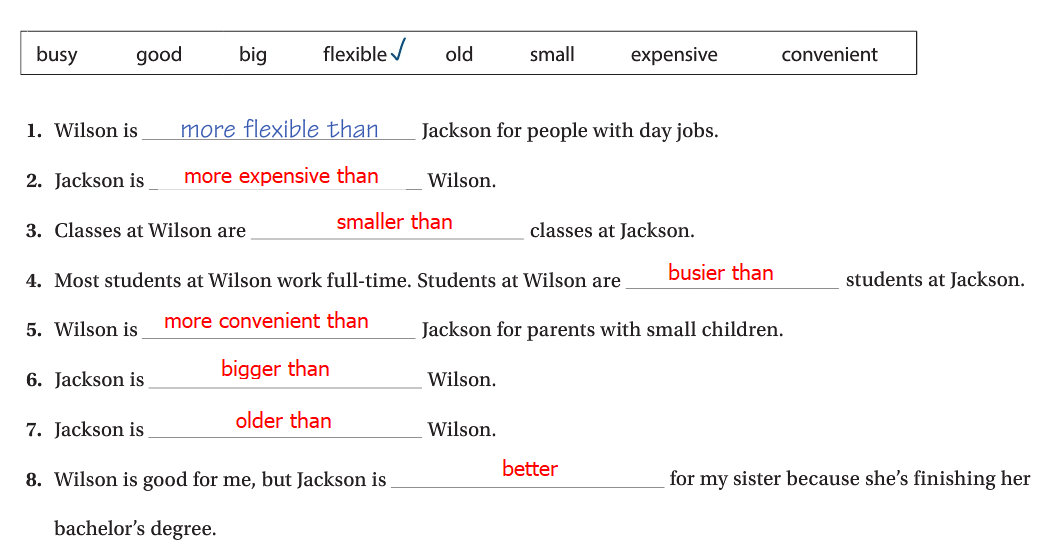 busy good big flexible✓ old small expensive convenient
1. Wilson is more flexible than Jackson for people with day jobs.
2. Jackson is more expensive than Wilson.
3. Classes at Wilson are smaller than classes at Jackson.
4. Most students at Wilson work full-time. Students at Wilson are busier than students at Jackson.
5. Wilson is more convenient than Jackson for parents with small children.
6. Jackson is bigger than Wilson.
7. Jackson is older than Wilson.
8. Wilson is good for me, but Jackson is better for my sister because she’s finishing her
bachelor’s degree.